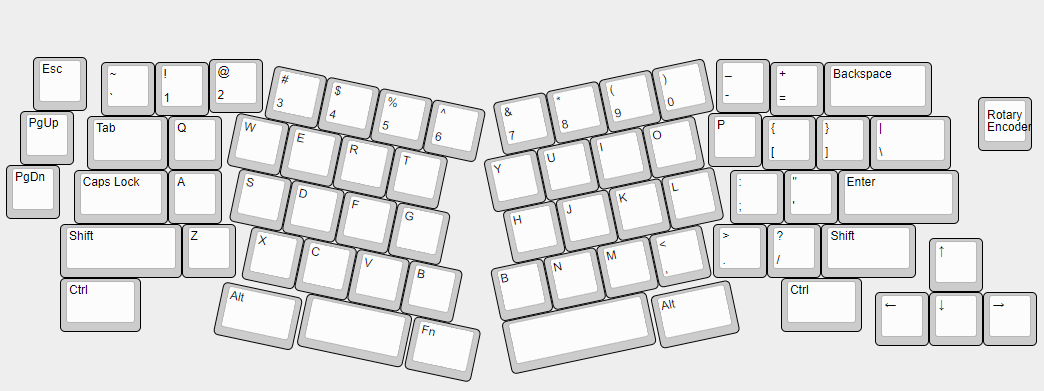 Esc
~
`
!
1
@
2
#
3
$
4
%
5
^
6
&
7
*
8
(
9
)
0
_
-
+
=
Backspace
PgUp
Tab
Q
W
E
R
T
Y
U
I
O
P
{
[
}
]
|
\
Rotary
Encoder
PgDn
Caps Lock
A
S
D
F
G
H
J
K
L
:
;
"
'
Enter
Shift
Z
X
C
V
B
B
N
M
<
,
>
.
?
/
Shift
↑
Ctrl
Alt
Fn
Alt
Ctrl
←
↓
→